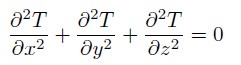 ∂²T/∂x² + ∂²T/∂y² + ∂²T/∂z² = 0